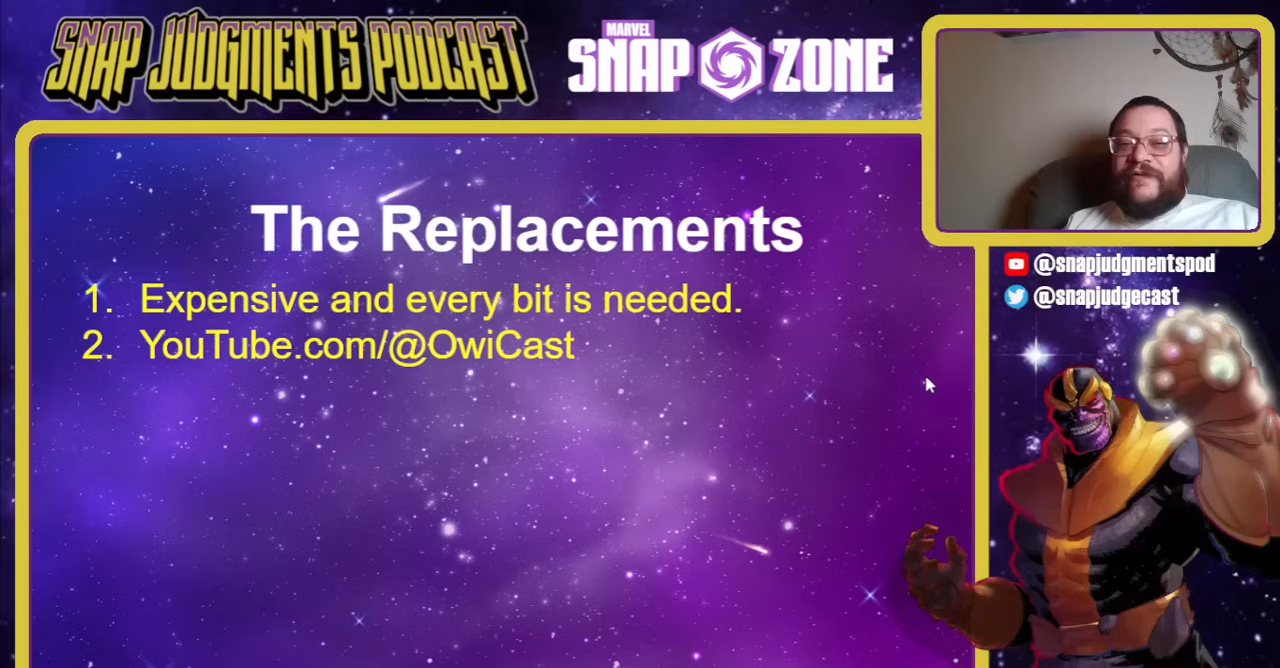 SNAP JUDGMENTS PODCAST
MARVEL
SNAP ZONE
The Replacements
1. Expensive and every bit is needed.
2. YouTube.com/@OwiCast
@snapjudgmentspod
@snapjudgecast